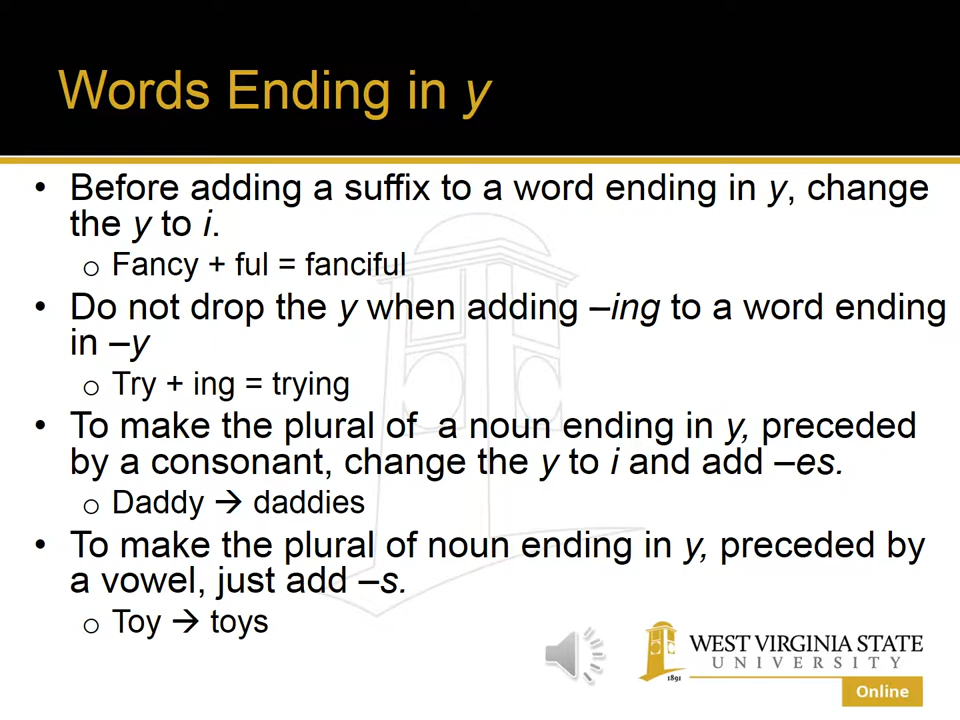 Words Ending in y
• Before adding a suffix to a word ending in y, change
the y to i.
o Fancy + ful = fanciful
• Do not drop the y when adding –ing to a word ending
in –y
o Try + ing = trying
• To make the plural of  a noun ending in y, preceded
by a consonant, change the y to i and add –es.
o Daddy → daddies
• To make the plural of noun ending in y, preceded by
a vowel, just add –s.
o Toy → toys
WEST VIRGINIA STATE
UNIVERSITY
1891
Online